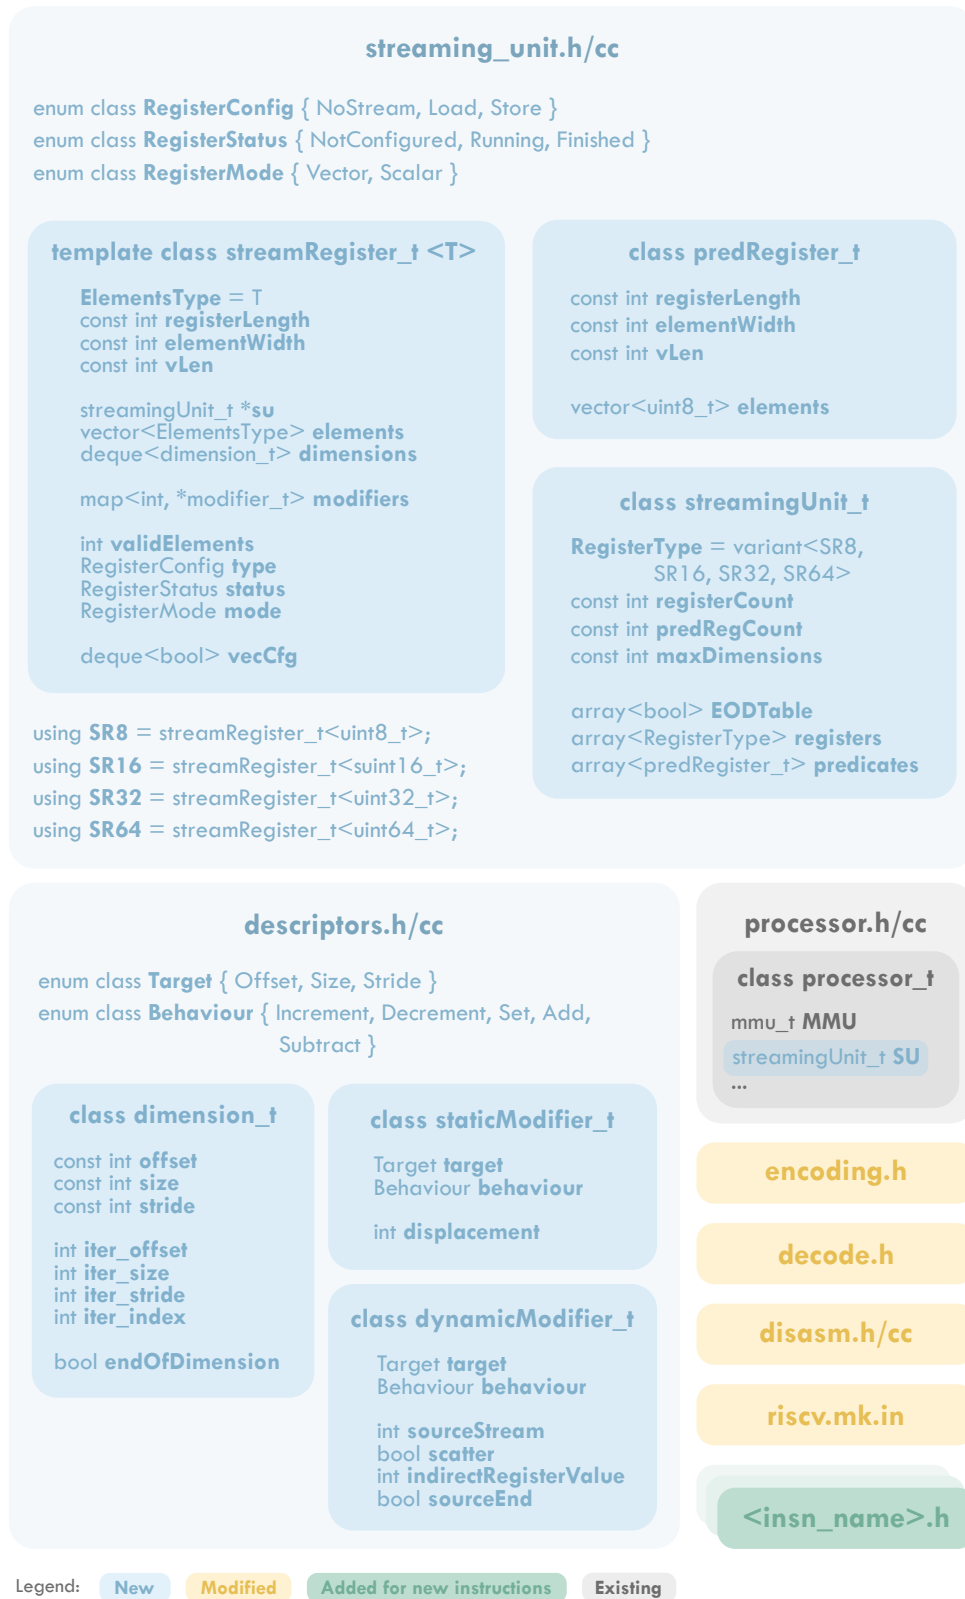 streaming_unit.h/cc
enum class RegisterConfig { NoStream, Load, Store }
enum class RegisterStatus { NotConfigured, Running, Finished }
enum class RegisterMode { Vector, Scalar }
template class streamRegister_t <T>
ElementsType = T
const int registerLength
const int elementWidth
const int vLen
streamingUnit_t *su
vector<ElementsType> elements
deque<dimension_t> dimensions
map<int, *modifier_t> modifiers
int validElements
RegisterConfig type
RegisterStatus status
RegisterMode mode
deque<bool> vecCfg
using SR8 = streamRegister_t<uint8_t>;
using SR16 = streamRegister_t<suint16_t>;
using SR32 = streamRegister_t<uint32_t>;
using SR64 = streamRegister_t<uint64_t>;
class predRegister_t
const int registerLength
const int elementWidth
const int vLen
vector<uint8_t> elements
class streamingUnit_t
RegisterType = variant<SR8,
SR16, SR32, SR64>
const int registerCount
const int predRegCount
const int maxDimensions
array<bool> EODTable
array<RegisterType> registers
array<predRegister_t> predicates
descriptors.h/cc
enum class Target { Offset, Size, Stride }
enum class Behaviour { Increment, Decrement, Set, Add,
Subtract }
class dimension_t
const int offset
const int size
const int stride
int iter_offset
int iter_size
int iter_stride
int iter_index
bool endOfDimension
class staticModifier_t
Target target
Behaviour behaviour
int displacement
class dynamicModifier_t
Target target
Behaviour behaviour
int sourceStream
bool scatter
int indirectRegisterValue
bool sourceEnd
processor.h/cc
class processor_t
mmu_t MMU
streamingUnit_t SU
...
encoding.h
decode.h
disasm.h/cc
riscv.mk.in
<insn_name>.h
Legend: New Modified Added for new instructions Existing